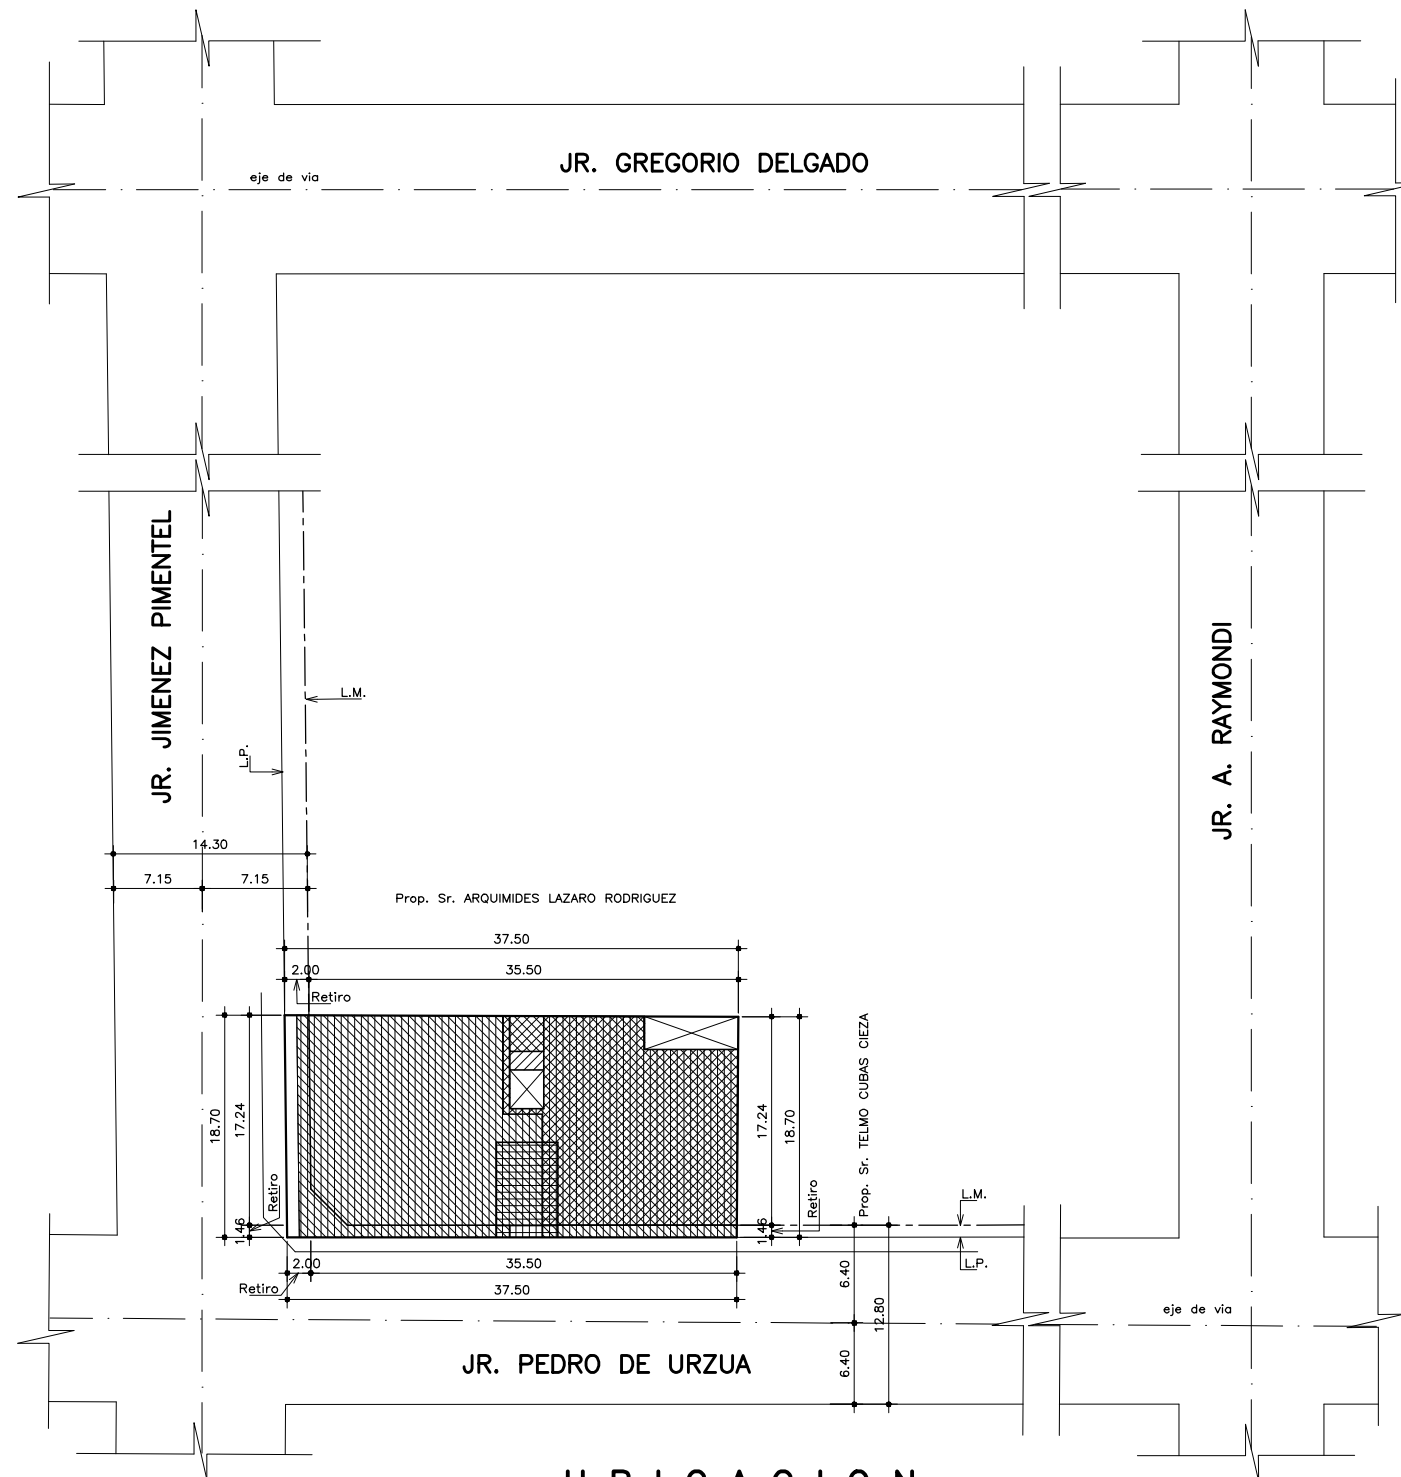 JR. GREGORIO DELGADO
eje de via
JR. JIMENEZ PIMENTEL
JR. A. RAYMONDI
L.M.
L.P.
14.30
7.15
7.15
Prop. Sr. ARQUIMIDES LAZARO RODRIGUEZ
37.50
2.00
35.50
Retiro
18.70
17.24
1.46
Retiro
17.24
18.70
1.46
Retiro
Prop. Sr. TELMO CUBAS CIEZA
L.M.
L.P.
2.00
35.50
Retiro
37.50
6.40
12.80
6.40
eje de via
JR. PEDRO DE URZUA
UBICACION